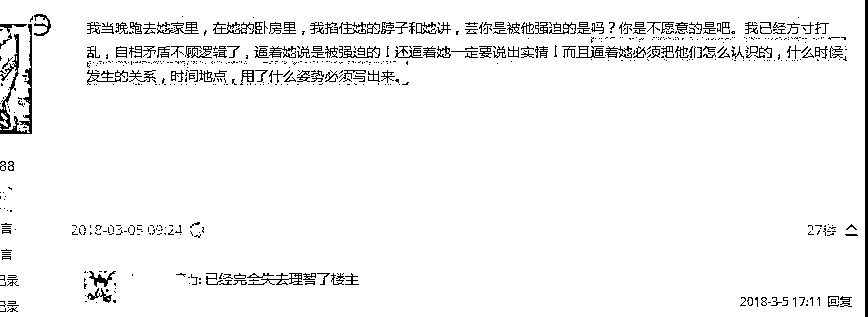 我当晚跑去她家里，在她的卧房里，我掐住她的脖子和她讲，芸你是被他强迫的是吗？你是不愿意的是吧。我已经方寸打
乱，自相矛盾不顾逻辑了，逼着她说是被强迫的！还逼着她一定要说出实情！而且逼着她必须把他们怎么认识的，什么时候
发生的关系，时间地点，用了什么姿势必须写出来。
88
言
言
记录
记录
2018-03-05 09:24
27楼
已经完全失去理智了楼主
2018-3-5 17:11 回复